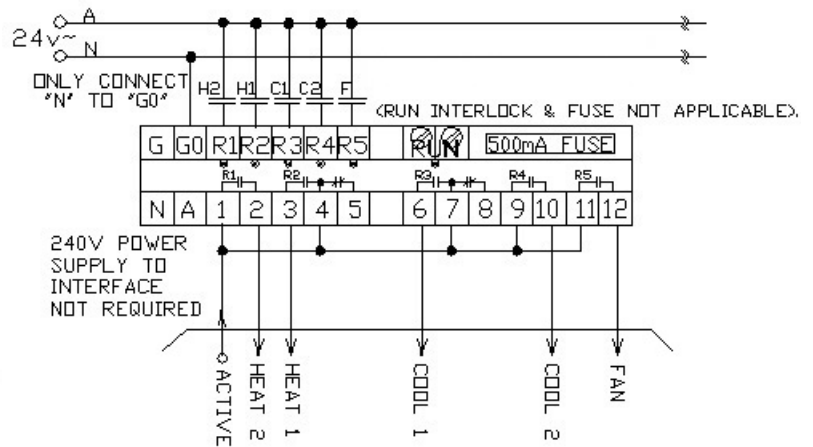 A
24v~
N
ONLY CONNECT
"N" TO "G0"
H2 H1 C1 C2 F
(RUN INTERLOCK & FUSE NOT APPLICABLE).
G G0 R1 R2 R3 R4 R5 RUN 500mA FUSE
R1 R2 R3 R4 R5
N A 1 2 3 4 5 6 7 8 9 10 11 12
240V POWER
SUPPLY TO
INTERFACE
NOT REQUIRED
ACTIVE
HEAT 2
HEAT 1
COOL 1
COOL 2
FAN